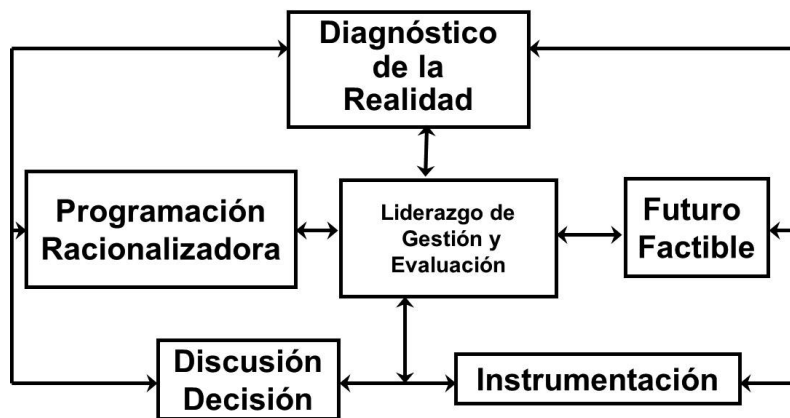 Diagnóstico
de la
Realidad
Programación
Racionalizadora
Liderazgo de
Gestión y
Evaluación
Futuro
Factible
Discusión
Decisión
Instrumentación